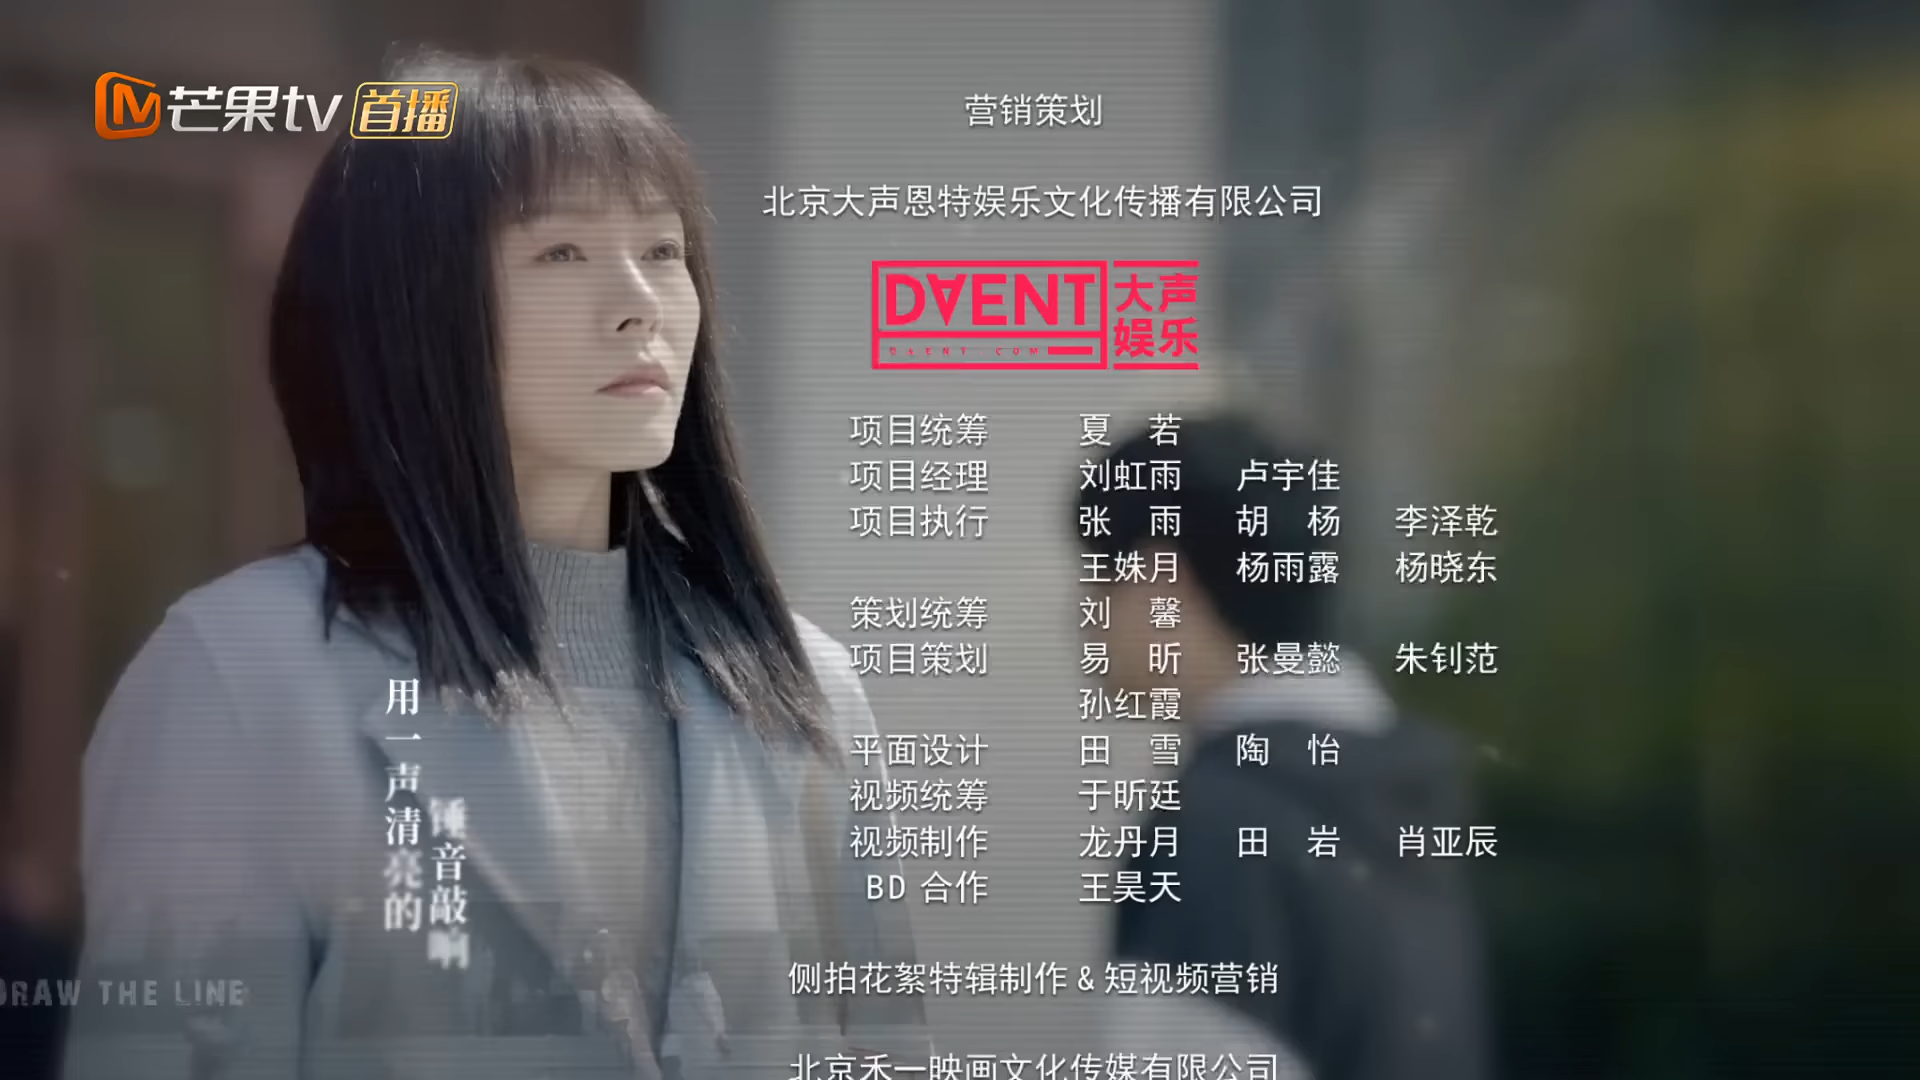 芒果tv 首播
营销策划
北京大声恩特娱乐文化传播有限公司
DAENT 大声娱乐
DAENT.COM
项目统筹 夏 若
项目经理 刘虹雨 卢宇佳
项目执行 张 雨 胡 杨 李泽乾
王姝月 杨雨露 杨晓东
策划统筹 刘 馨
项目策划 易 昕 张曼懿 朱钊范
孙红霞
平面设计 田 雪 陶 怡
视频统筹 于昕廷
视频制作 龙丹月 田 岩 肖亚辰
BD 合作 王昊天
侧拍花絮特辑制作 & 短视频营销
北京禾一映画文化传媒有限公司
用一声清亮的
锤音敲响
DRAW THE LINE